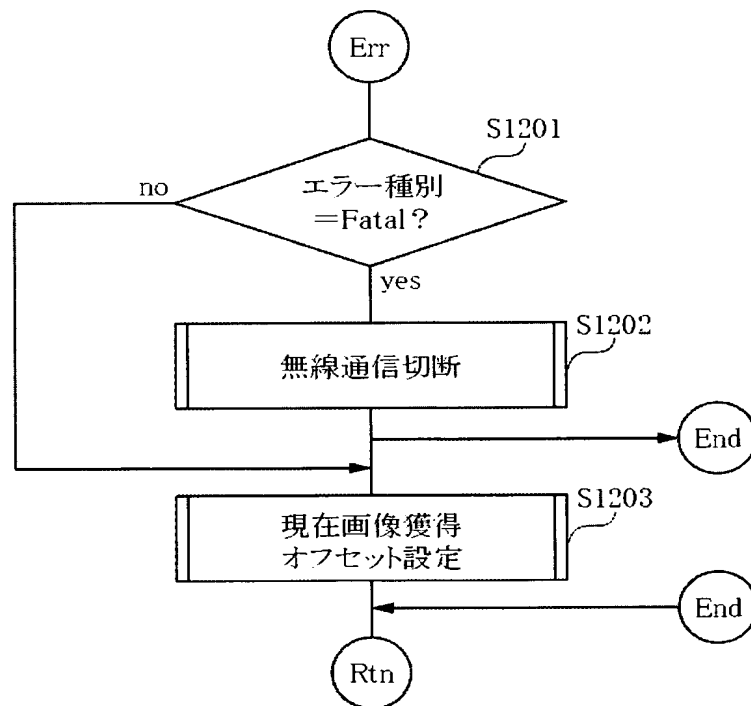 Err
S1201
no
エラー種別
=Fatal?
yes
S1202
無線通信切断
End
S1203
現在画像獲得
オフセット設定
End
Rtn